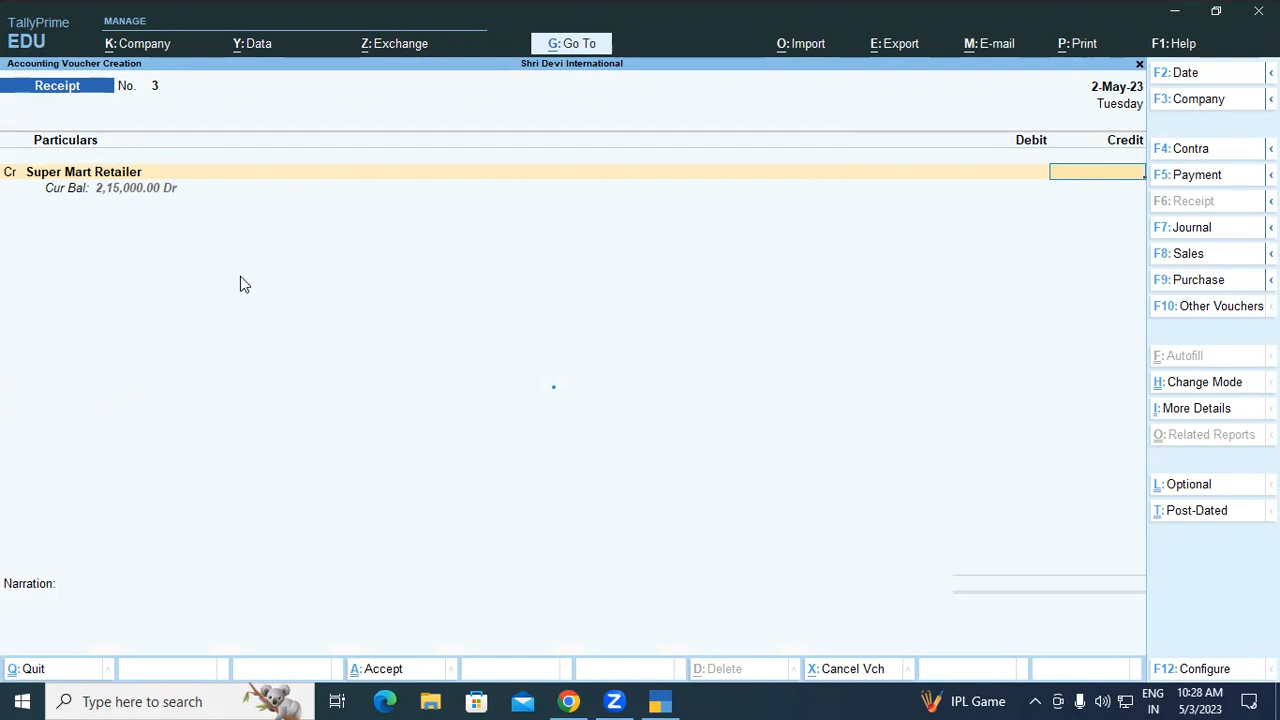 TallyPrime
EDU
MANAGE
K: Company
Y: Data
Z: Exchange
G: Go To
O: Import
E: Export
M: E-mail
P: Print
F1: Help
Accounting Voucher Creation
Shri Devi International
Receipt No. 3
2-May-23
Tuesday
Particulars Debit Credit
Cr Super Mart Retailer
Cur Bal: 2,15,000.00 Dr
Narration:
F2: Date
F3: Company
F4: Contra
F5: Payment
F6: Receipt
F7: Journal
F8: Sales
F9: Purchase
F10: Other Vouchers
F: Autofill
H: Change Mode
I: More Details
O: Related Reports
L: Optional
T: Post-Dated
Q: Quit
A: Accept
D: Delete
X: Cancel Vch
F12: Configure
Type here to search
IPL Game
ENG
IN
10:28 AM
5/3/2023